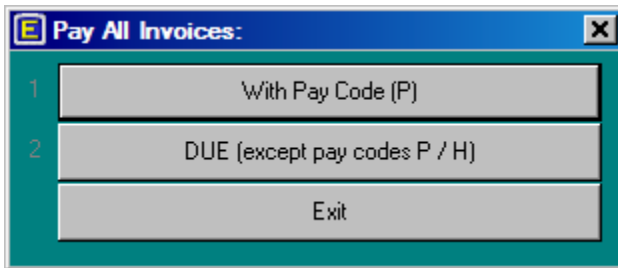 E Pay All Invoices:
1 With Pay Code (P)
2 DUE (except pay codes P / H)
Exit